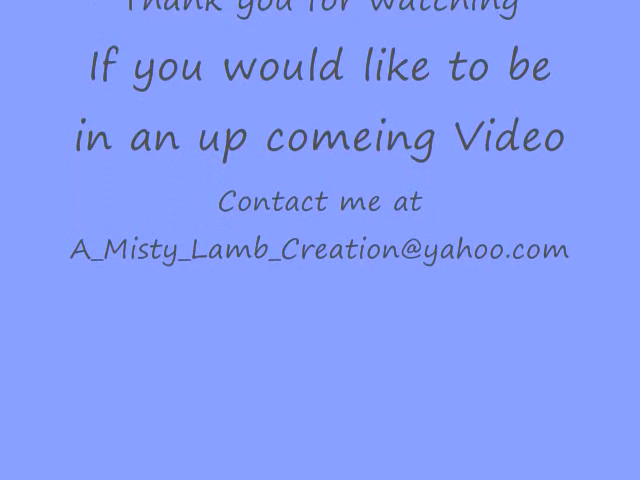 Thank you for watching
If you would like to be
in an up comeing Video
Contact me at
A_Misty_Lamb_Creation@yahoo.com